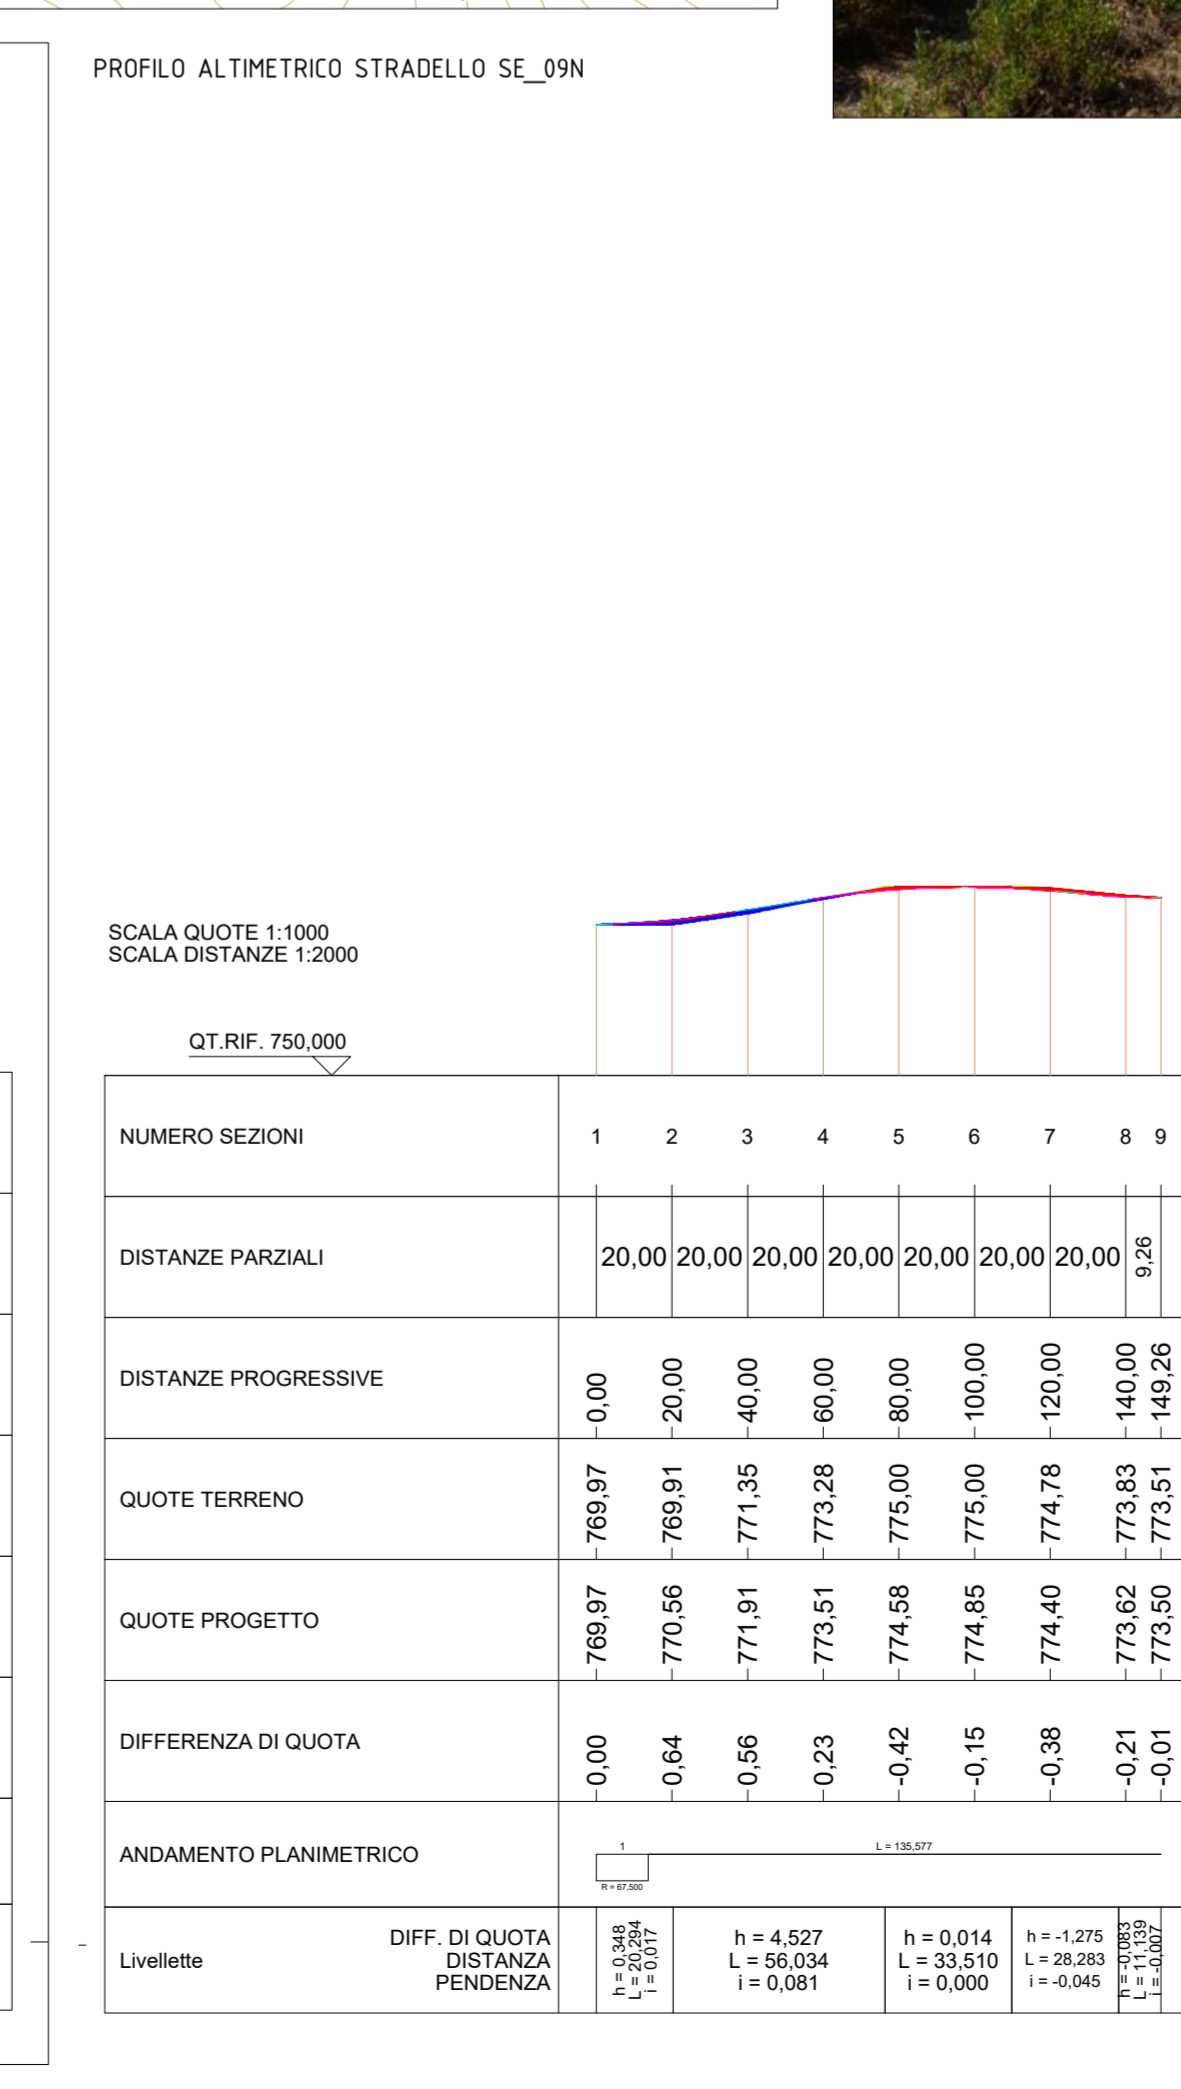 PROFILO ALTIMETRICO STRADELLO SE_09N
SCALA QUOTE 1:1000
SCALA DISTANZE 1:2000
QT.RIF. 750,000
NUMERO SEZIONI 1 2 3 4 5 6 7 8 9
DISTANZE PARZIALI 20,00 20,00 20,00 20,00 20,00 20,00 20,00 9,26
DISTANZE PROGRESSIVE 0,00 20,00 40,00 60,00 80,00 100,00 120,00 140,00 149,26
QUOTE TERRENO 769,97 769,91 771,35 773,28 775,00 775,00 774,78 773,83 773,51
QUOTE PROGETTO 769,97 770,56 771,91 773,51 774,58 774,85 774,40 773,62 773,50
DIFFERENZA DI QUOTA 0,00 0,64 0,56 0,23 -0,42 -0,15 -0,38 -0,21 -0,01
ANDAMENTO PLANIMETRICO
1
R = 67,500
L = 135,577
Livellette
DIFF. DI QUOTA
DISTANZA
PENDENZA
h = 0,348
L = 20,294
i = 0,017
h = 4,527
L = 56,034
i = 0,081
h = 0,014
L = 33,510
i = 0,000
h = -1,275
L = 28,283
i = -0,045
h = -0,083
L = 11,139
i = -0,007